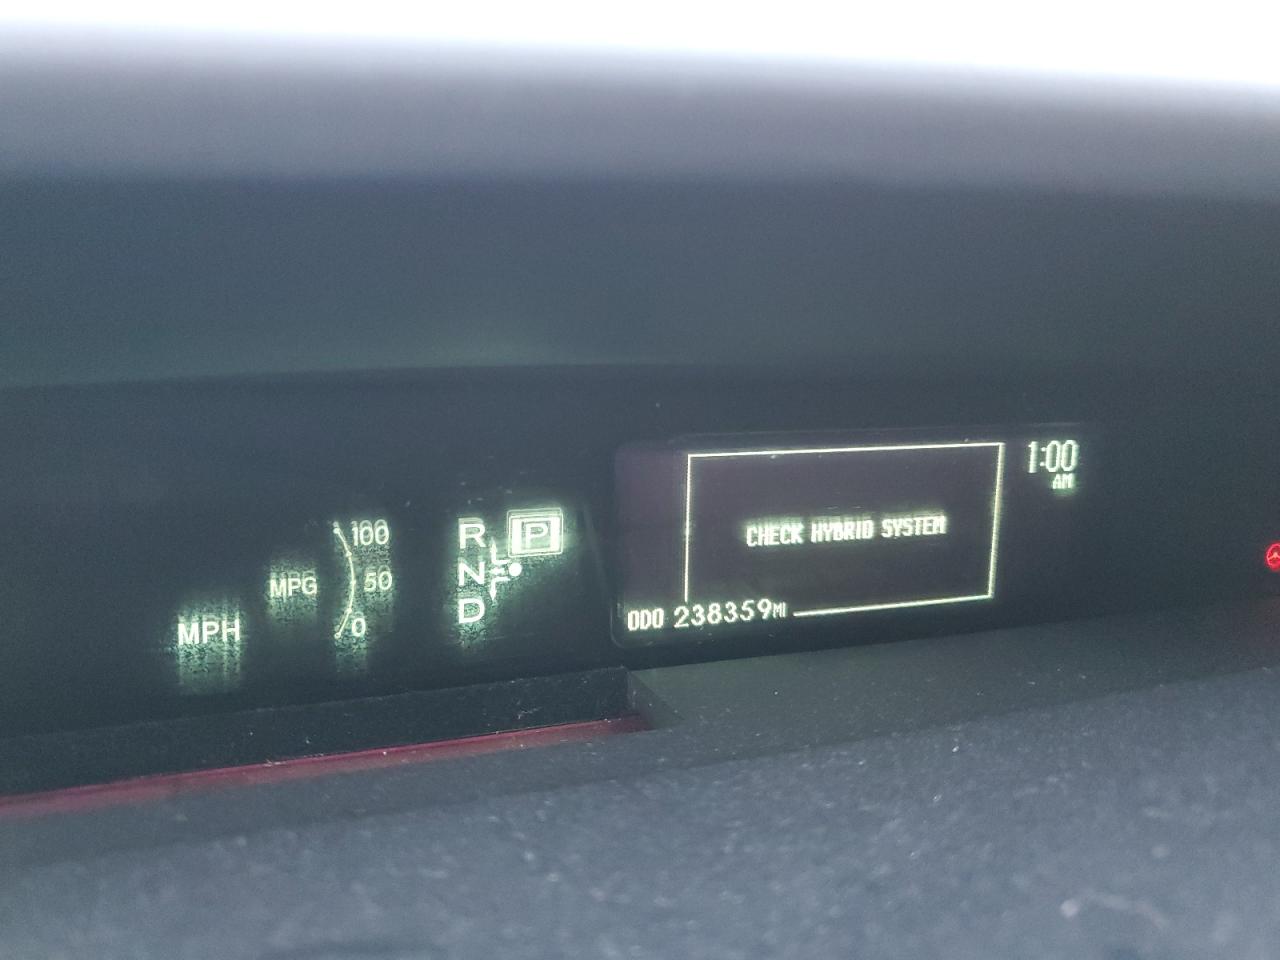 1:00
AM
CHECK HYBRID SYSTEM
ODO 238359MI
MPH
MPG
100
50
0
R
N
D
P